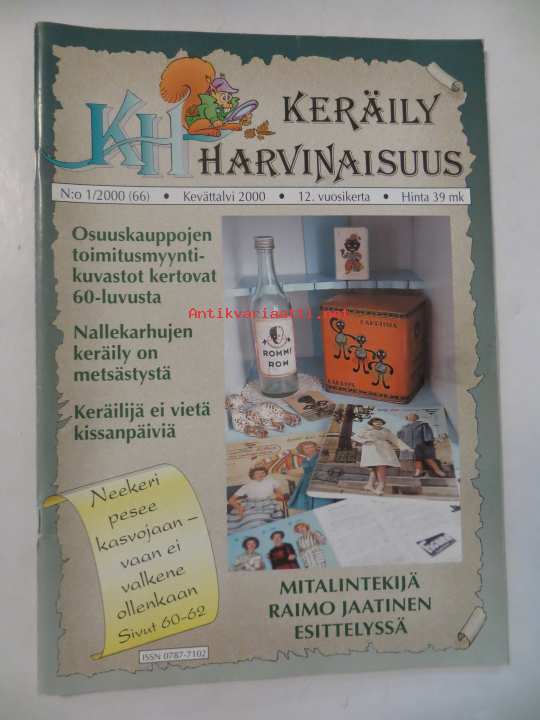 KH
KERÄILY
HARVINAISUUS
N:o 1/2000 (66) • Kevättalvi 2000 • 12. vuosikerta • Hinta 39 mk
Osuuskauppojen
toimitusmyynti-
kuvastot kertovat
60-luvusta
Nallekarhujen
keräily on
metsästystä
Keräilijä ei vietä
kissanpäiviä
Antikvariaatti.net
ROMMI
ROM
Neekeri
pesee
kasvojaan –
vaan ei
valkene
ollenkaan
Sivut 60-62
MITALINTEKIJÄ
RAIMO JAATINEN
ESITTELYSSÄ
ISSN 0787-7102